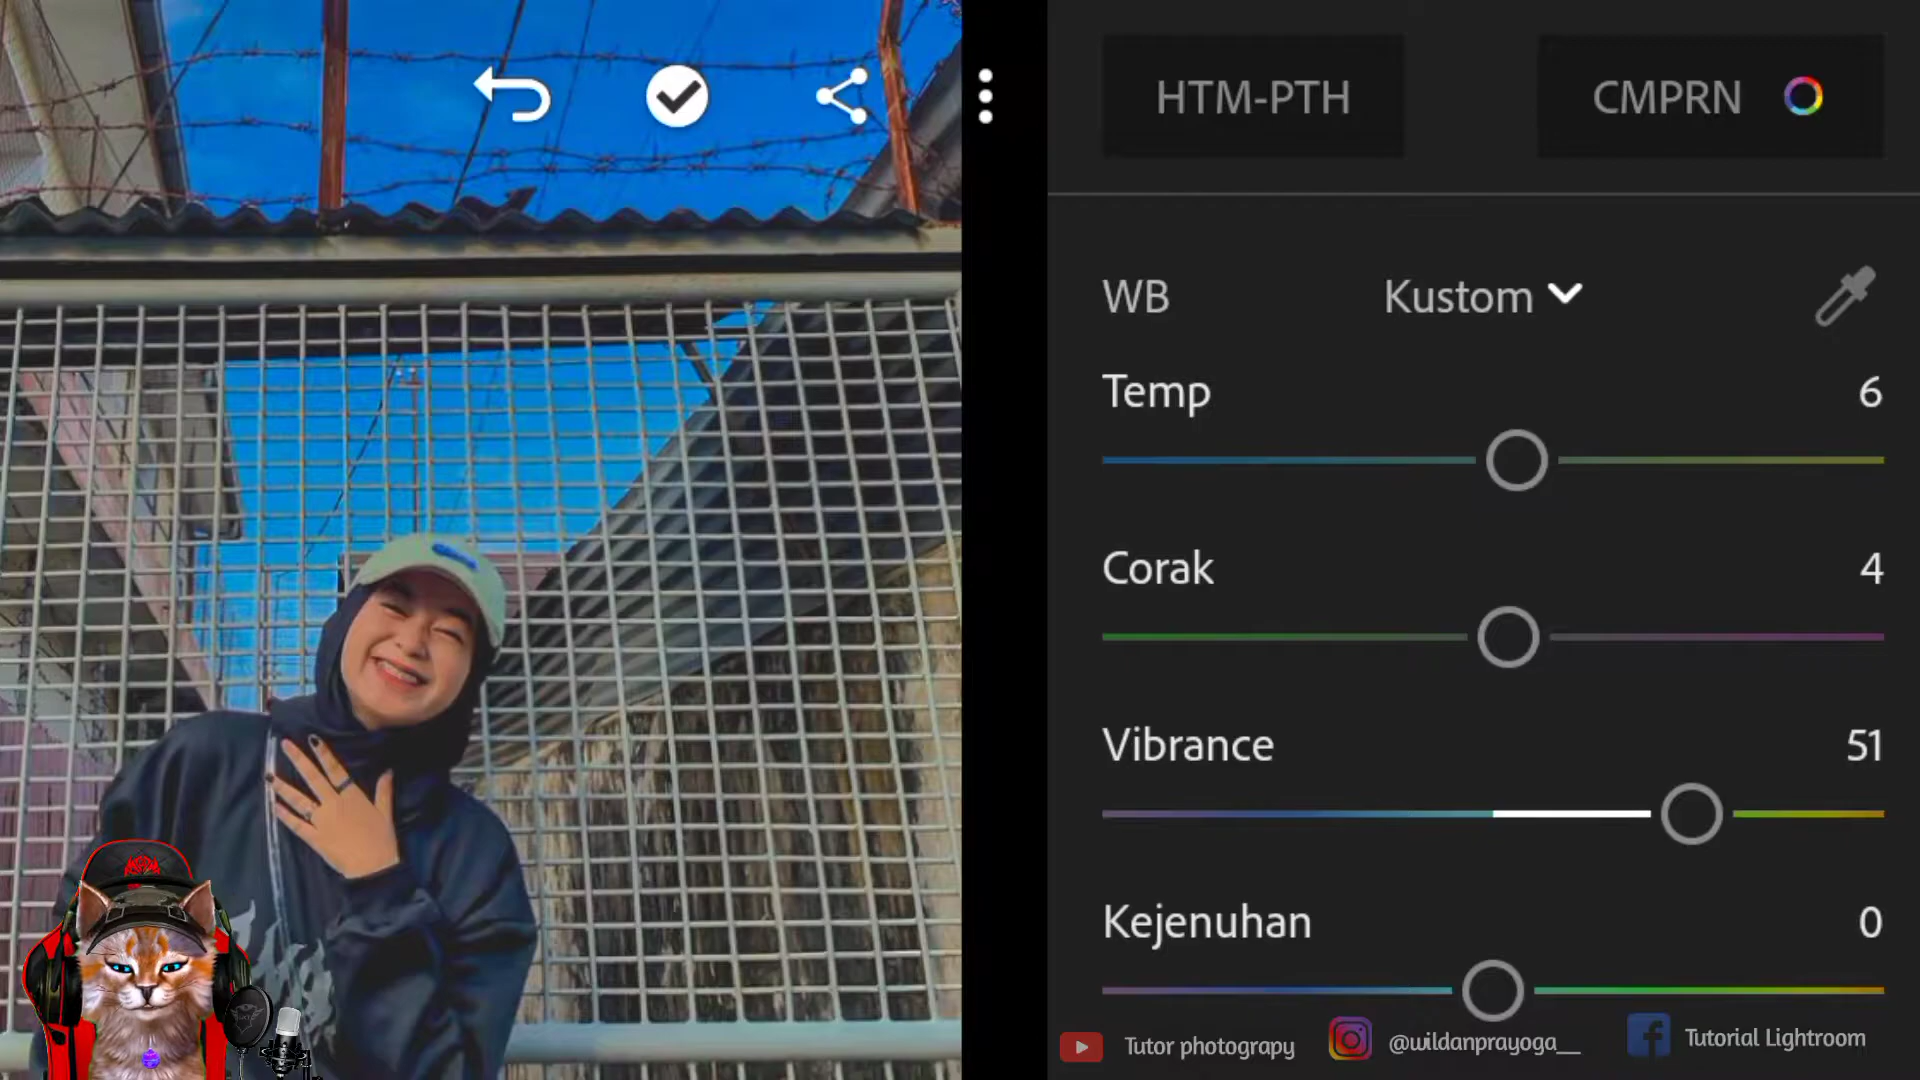 HTM-PTH
CMPRN
WB
Kustom
Temp
6
Corak
4
Vibrance
51
Kejenuhan
0
Tutor photograpy
@wildanprayoga__
Tutorial Lightroom